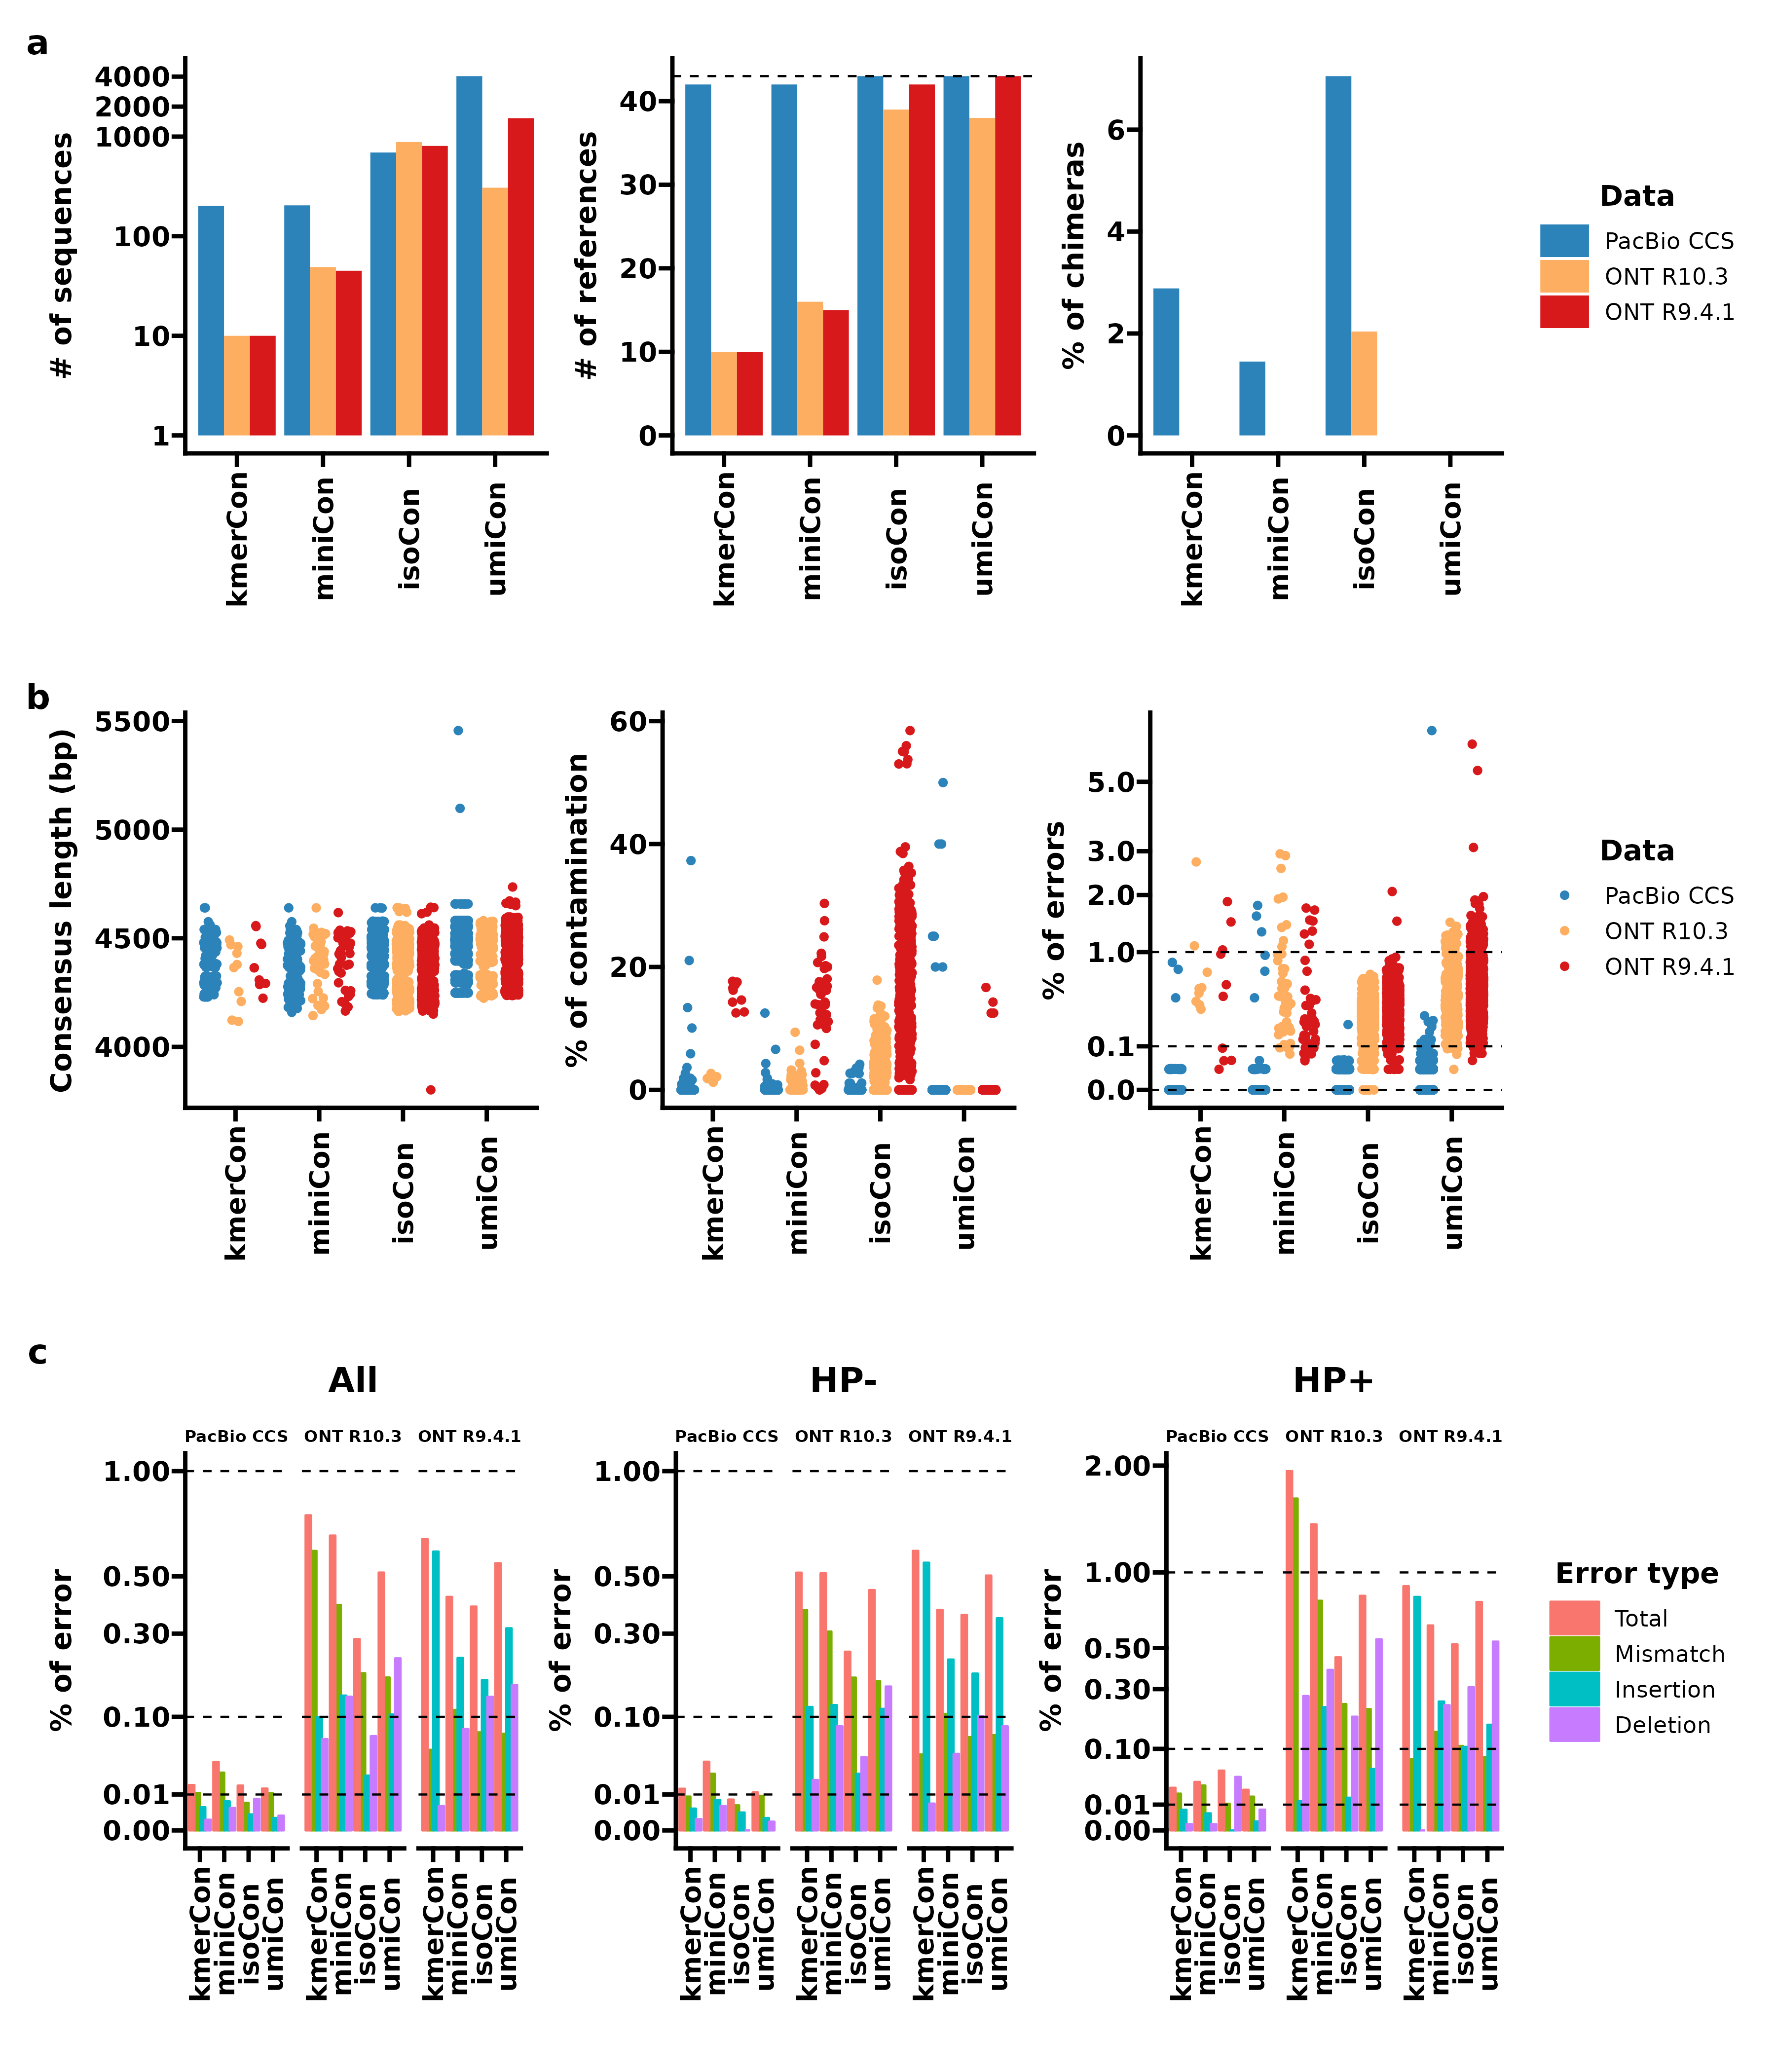 a
# of sequences
4000
2000
1000
100
10
1
kmerCon
miniCon
isoCon
umiCon
# of references
40
30
20
10
0
kmerCon
miniCon
isoCon
umiCon
% of chimeras
6
4
2
0
kmerCon
miniCon
isoCon
umiCon
Data
PacBio CCS
ONT R10.3
ONT R9.4.1
b
Consensus length (bp)
5500
5000
4500
4000
kmerCon
miniCon
isoCon
umiCon
% of contamination
60
40
20
0
kmerCon
miniCon
isoCon
umiCon
% of errors
5.0
3.0
2.0
1.0
0.1
0.0
kmerCon
miniCon
isoCon
umiCon
Data
PacBio CCS
ONT R10.3
ONT R9.4.1
c
All
PacBio CCS ONT R10.3 ONT R9.4.1
% of error
1.00
0.50
0.30
0.10
0.01
0.00
kmerCon
miniCon
isoCon
umiCon
kmerCon
miniCon
isoCon
umiCon
kmerCon
miniCon
isoCon
umiCon
HP-
PacBio CCS ONT R10.3 ONT R9.4.1
% of error
1.00
0.50
0.30
0.10
0.01
0.00
kmerCon
miniCon
isoCon
umiCon
kmerCon
miniCon
isoCon
umiCon
kmerCon
miniCon
isoCon
umiCon
HP+
PacBio CCS ONT R10.3 ONT R9.4.1
% of error
2.00
1.00
0.50
0.30
0.10
0.01
0.00
kmerCon
miniCon
isoCon
umiCon
kmerCon
miniCon
isoCon
umiCon
kmerCon
miniCon
isoCon
umiCon
Error type
Total
Mismatch
Insertion
Deletion